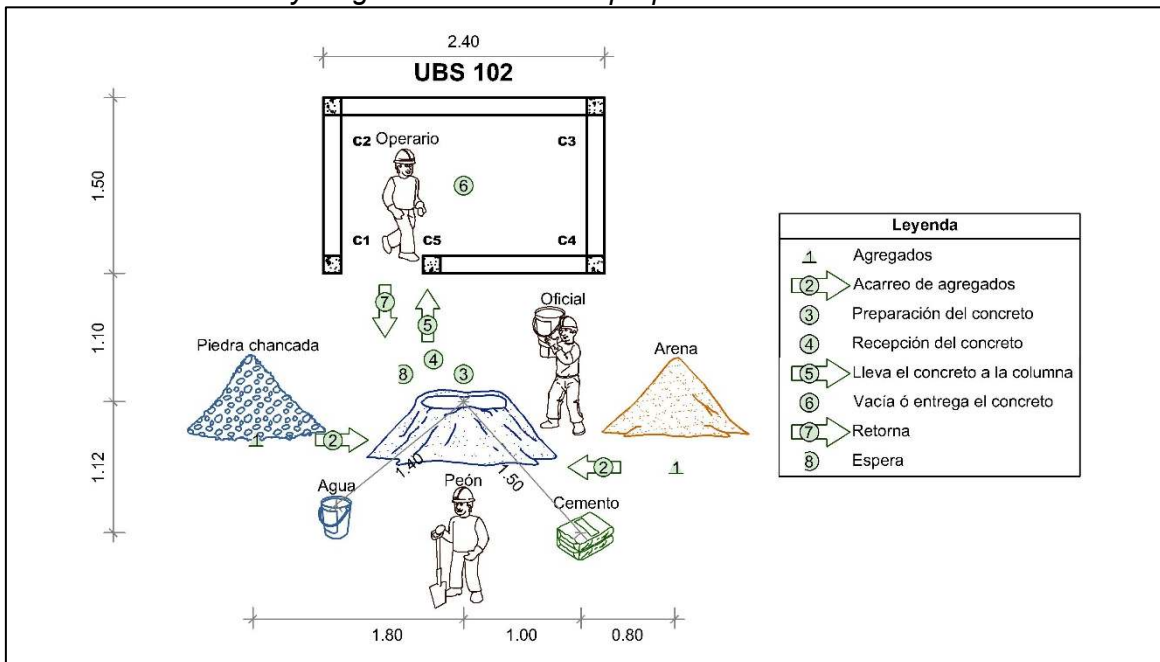 2.40
UBS 102
C2 Operario
C3
6
1.50
C1
C5
C4
7
5
Oficial
1.10
Piedra chancada
Arena
4
8
3
1
2
2
1
1.40
1.50
1.12
Agua
Peón
Cemento
1.80
1.00
0.80
Leyenda
1 Agregados
2 Acarreo de agregados
3 Preparación del concreto
4 Recepción del concreto
5 Lleva el concreto a la columna
6 Vacía ó entrega el concreto
7 Retorna
8 Espera